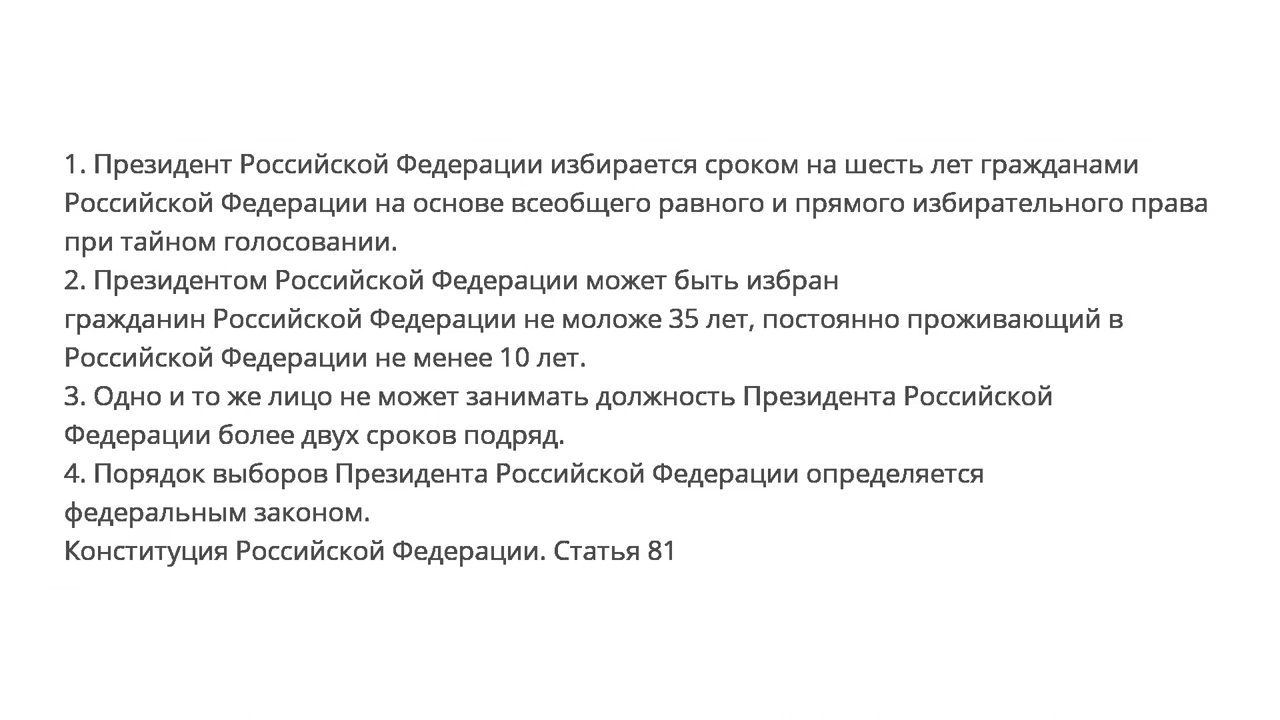 1. Президент Российской Федерации избирается сроком на шесть лет гражданами
Российской Федерации на основе всеобщего равного и прямого избирательного права
при тайном голосовании.
2. Президентом Российской Федерации может быть избран
гражданин Российской Федерации не моложе 35 лет, постоянно проживающий в
Российской Федерации не менее 10 лет.
3. Одно и то же лицо не может занимать должность Президента Российской
Федерации более двух сроков подряд.
4. Порядок выборов Президента Российской Федерации определяется
федеральным законом.
Конституция Российской Федерации. Статья 81